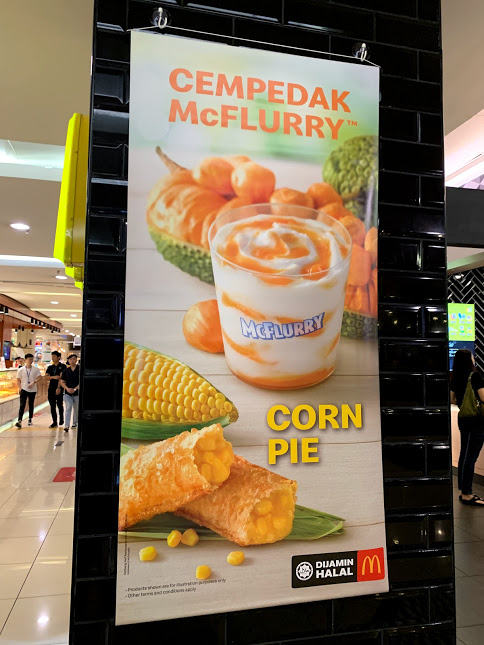 CEMPEDAK
McFLURRY™
McFLURRY
CORN
PIE
DIJAMIN
HALAL
- Products shown are for illustration purposes only
- Other terms and conditions apply